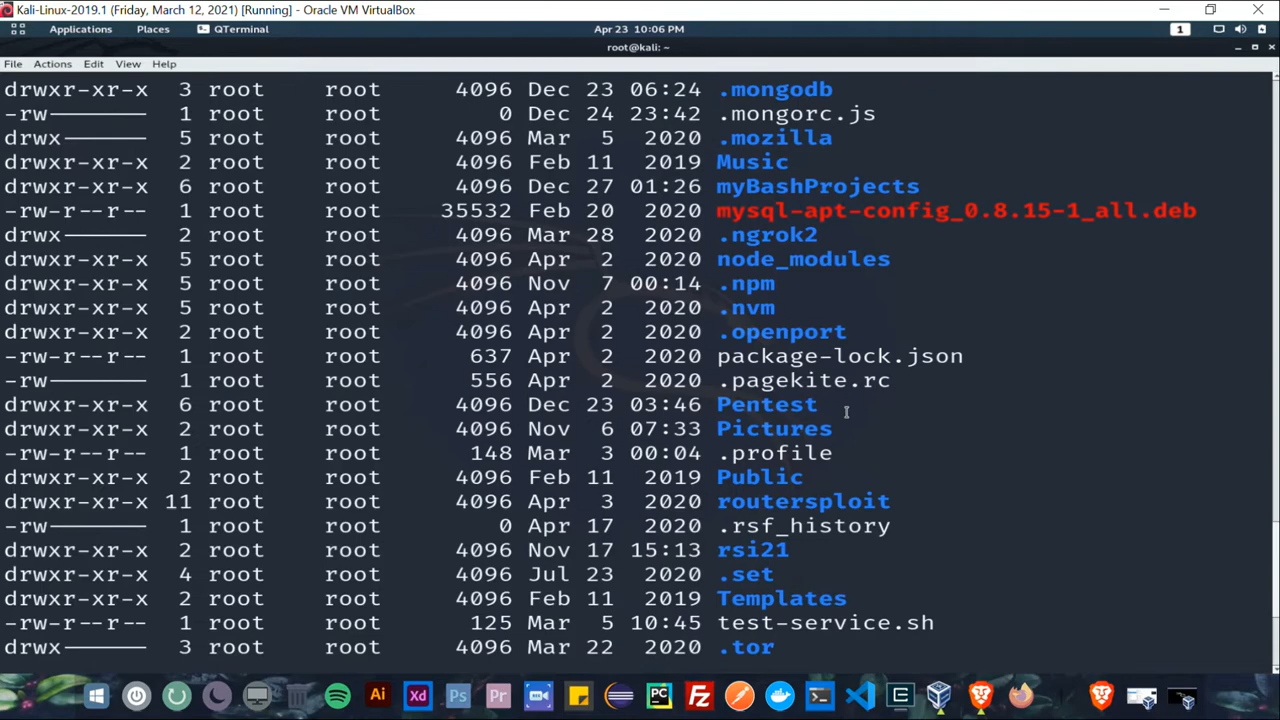 Kali-Linux-2019.1 (Friday, March 12, 2021) [Running] - Oracle VM VirtualBox
Applications Places QTerminal Apr 23 10:06 PM 1
root@kali: ~
File Actions Edit View Help
drwxr-xr-x 3 root root 4096 Dec 23 06:24 .mongodb
-rw------- 1 root root 0 Dec 24 23:42 .mongorc.js
drwx------ 5 root root 4096 Mar 5 2020 .mozilla
drwxr-xr-x 2 root root 4096 Feb 11 2019 Music
drwxr-xr-x 6 root root 4096 Dec 27 01:26 myBashProjects
-rw-r--r-- 1 root root 35532 Feb 20 2020 mysql-apt-config_0.8.15-1_all.deb
drwx------ 2 root root 4096 Mar 28 2020 .ngrok2
drwxr-xr-x 5 root root 4096 Apr 2 2020 node_modules
drwxr-xr-x 5 root root 4096 Nov 7 00:14 .npm
drwxr-xr-x 5 root root 4096 Apr 2 2020 .nvm
drwxr-xr-x 2 root root 4096 Apr 2 2020 .openport
-rw-r--r-- 1 root root 637 Apr 2 2020 package-lock.json
-rw------- 1 root root 556 Apr 2 2020 .pagekite.rc
drwxr-xr-x 6 root root 4096 Dec 23 03:46 Pentest
drwxr-xr-x 2 root root 4096 Nov 6 07:33 Pictures
-rw-r--r-- 1 root root 148 Mar 3 00:04 .profile
drwxr-xr-x 2 root root 4096 Feb 11 2019 Public
drwxr-xr-x 11 root root 4096 Apr 3 2020 routersploit
-rw------- 1 root root 0 Apr 17 2020 .rsf_history
drwxr-xr-x 2 root root 4096 Nov 17 15:13 rsi21
drwxr-xr-x 4 root root 4096 Jul 23 2020 .set
drwxr-xr-x 2 root root 4096 Feb 11 2019 Templates
-rw-r--r-- 1 root root 125 Mar 5 10:45 test-service.sh
drwx------ 3 root root 4096 Mar 22 2020 .tor
Ai Xd Ps Pr PC Fz